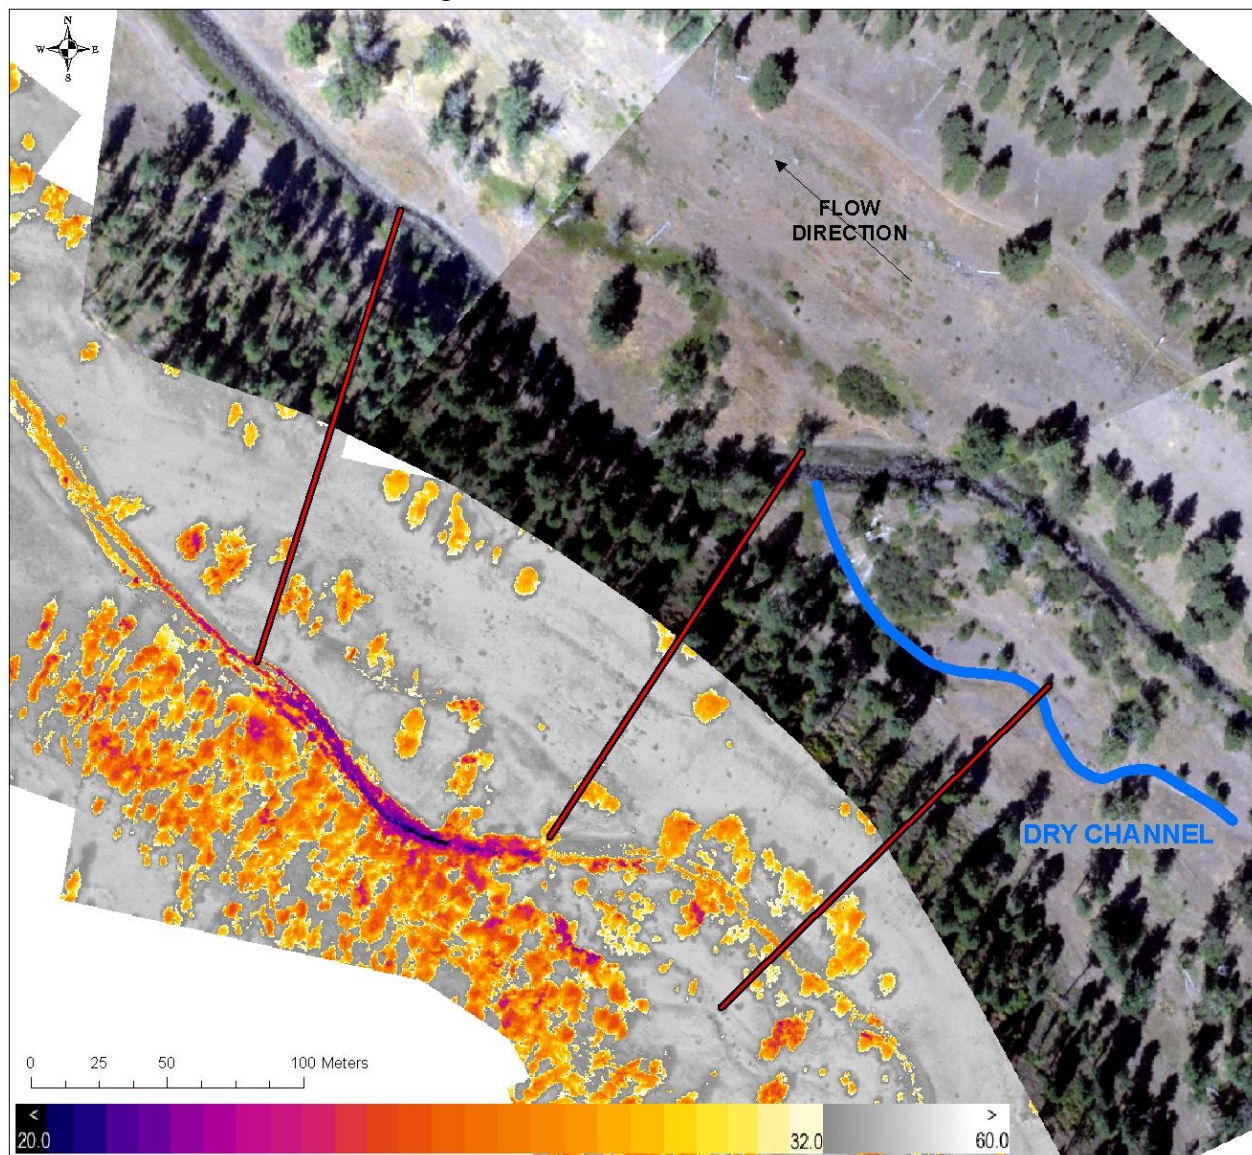 N
W E
S
FLOW
DIRECTION
DRY CHANNEL
0 25 50 100 Meters
< >
20.0 32.0 60.0